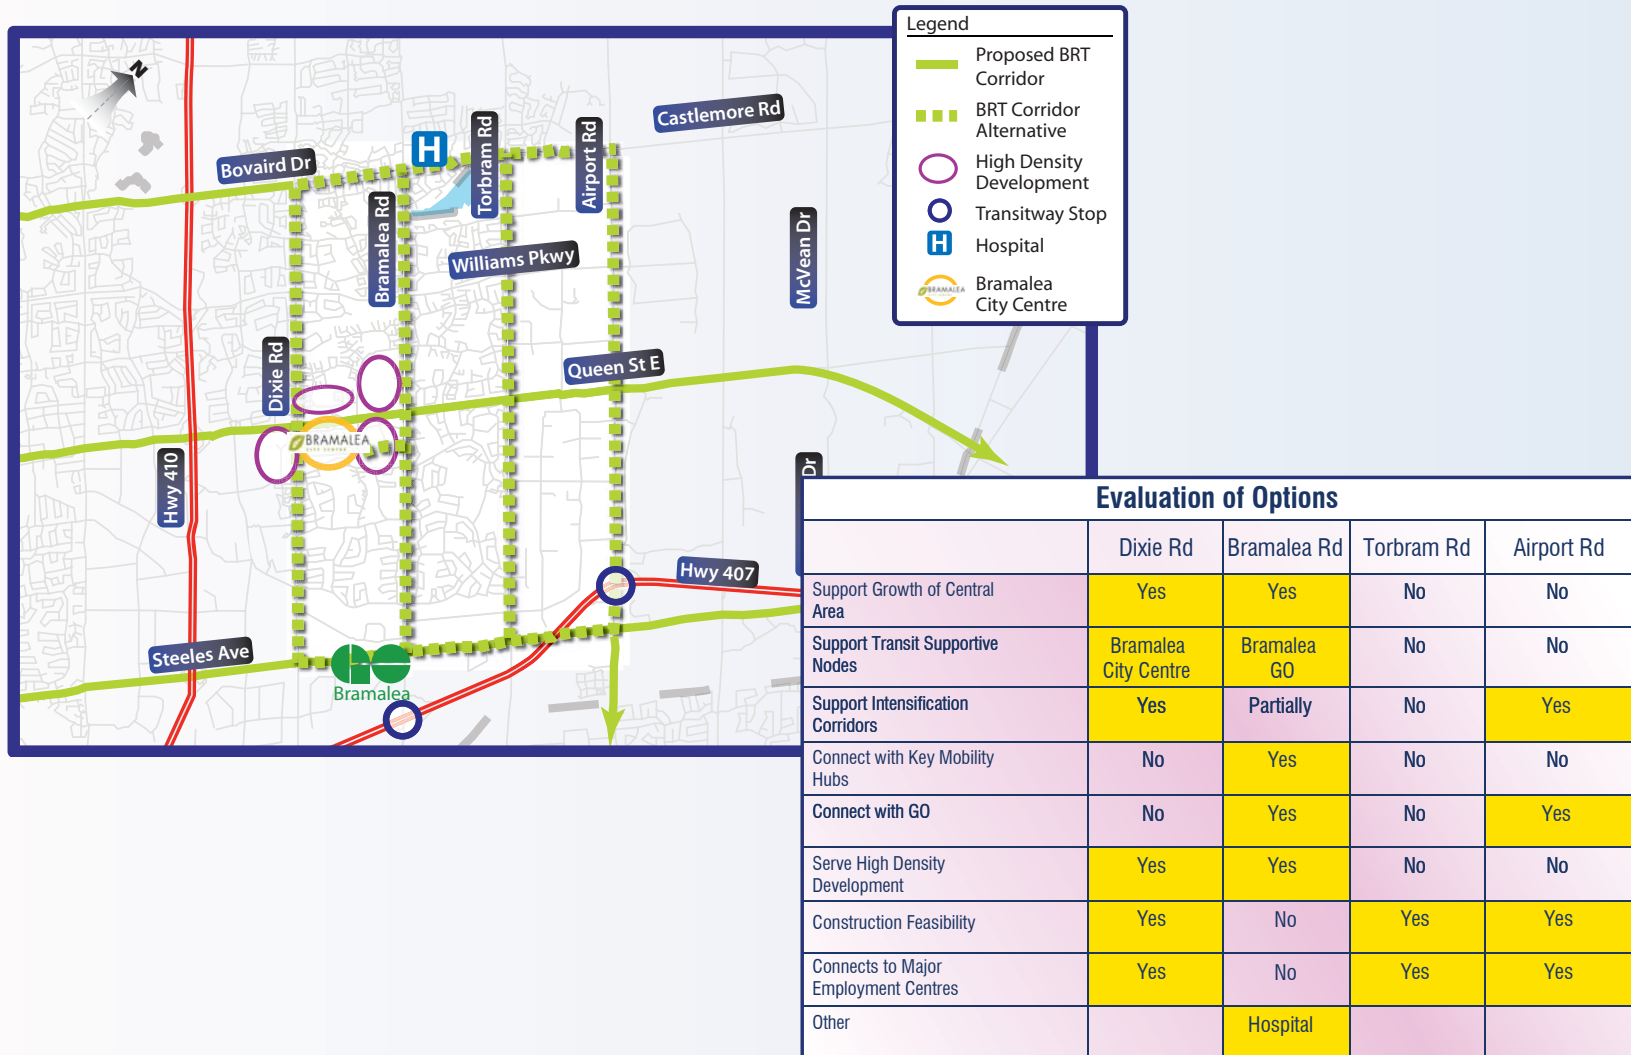 Legend
Proposed BRT
Corridor
BRT Corridor
Alternative
High Density
Development
Transitway Stop
H
Hospital
BRAMALEA
Bramalea
City Centre
N
Castlemore Rd
Bovaird Dr
H
Torbram Rd
Airport Rd
Bramalea Rd
Williams Pkwy
McVean Dr
Dixie Rd
Queen St E
BRAMALEA
CITY CENTRE
Hwy 410
Dr
Hwy 407
Steeles Ave
GO
Bramalea
Evaluation of Options
Dixie Rd Bramalea Rd Torbram Rd Airport Rd
Support Growth of Central
Area
Yes Yes No No
Support Transit Supportive
Nodes
Bramalea
City Centre
Bramalea
GO
No No
Support Intensification
Corridors
Yes Partially No Yes
Connect with Key Mobility
Hubs
No Yes No No
Connect with GO No Yes No Yes
Serve High Density
Development
Yes Yes No No
Construction Feasibility Yes No Yes Yes
Connects to Major
Employment Centres
Yes No Yes Yes
Other Hospital